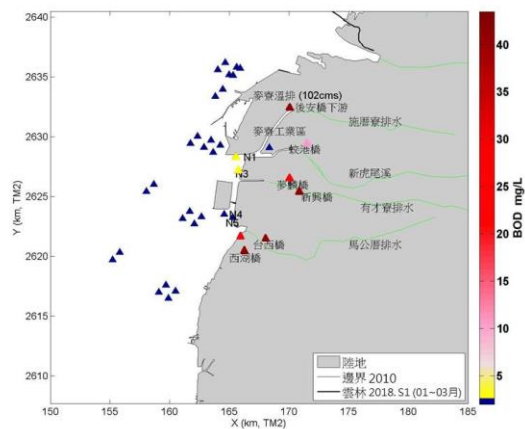 2640
2635
2630
2625
2620
2615
2610
Y (km, TM2)
150
155
160
165
170
175
180
185
X (km, TM2)
麥寮溫排 (102cms)
後安橋下游
施厝寮排水
麥寮工業區
蚊港橋
N1
N3
新虎尾溪
夢麟橋
新興橋
有才寮排水
N4
N5
馬公厝排水
台西橋
西湖橋
陸地
邊界 2010
雲林 2018. S1 (01~03月)
40
35
30
25
20
15
10
5
BOD mg/L